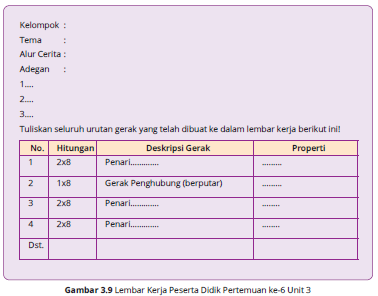 Kelompok :
Tema :
Alur Cerita :
Adegan :
1....
2....
3....
Tuliskan seluruh urutan gerak yang telah dibuat ke dalam lembar kerja berikut ini!
No. Hitungan Deskripsi Gerak Properti
1 2x8 Penari............. .........
2 1x8 Gerak Penghubung (berputar) .........
3 2x8 Penari............. ........
4 2x8 Penari............. ........
Dst.
Gambar 3.9 Lembar Kerja Peserta Didik Pertemuan ke-6 Unit 3